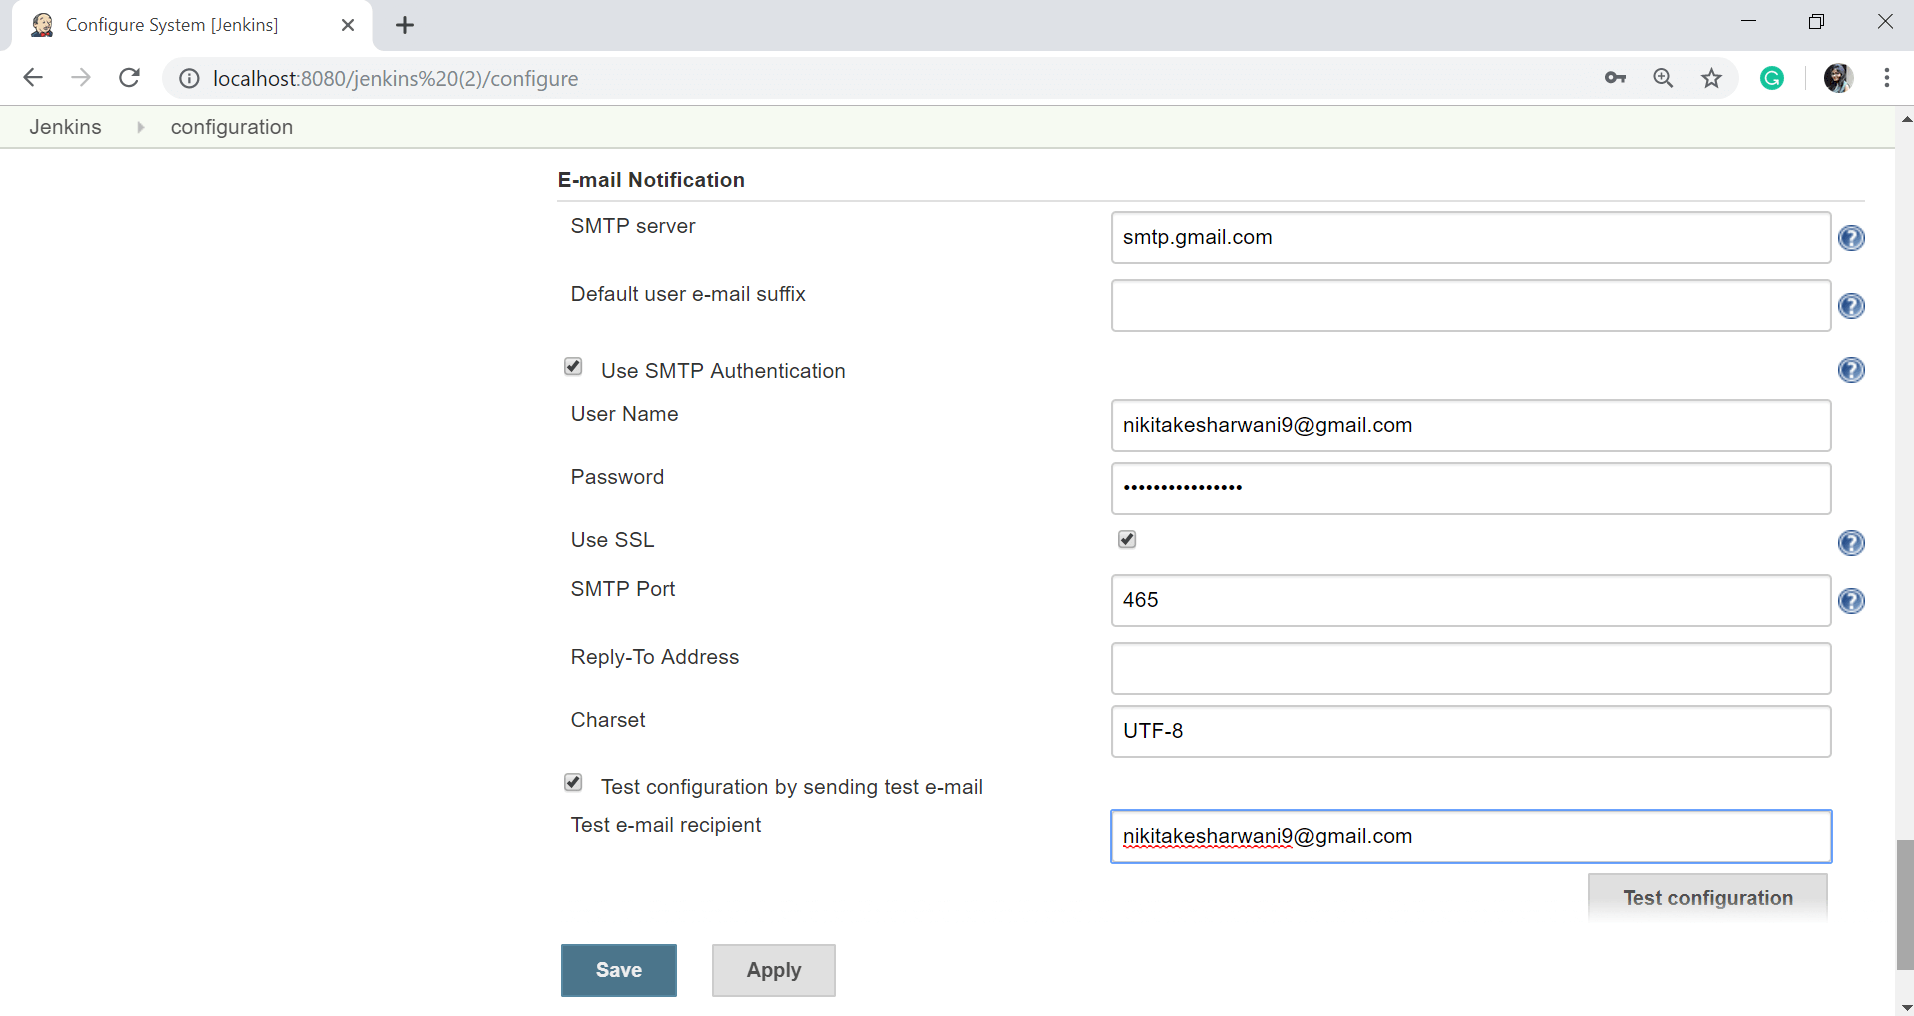 Configure System [Jenkins]
localhost:8080/jenkins%20(2)/configure
Jenkins configuration
E-mail Notification
SMTP server
smtp.gmail.com
Default user e-mail suffix
Use SMTP Authentication
User Name
nikitakesharwani9@gmail.com
Password
••••••••••••••••
Use SSL
SMTP Port
465
Reply-To Address
Charset
UTF-8
Test configuration by sending test e-mail
Test e-mail recipient
nikitakesharwani9@gmail.com
Test configuration
Save Apply